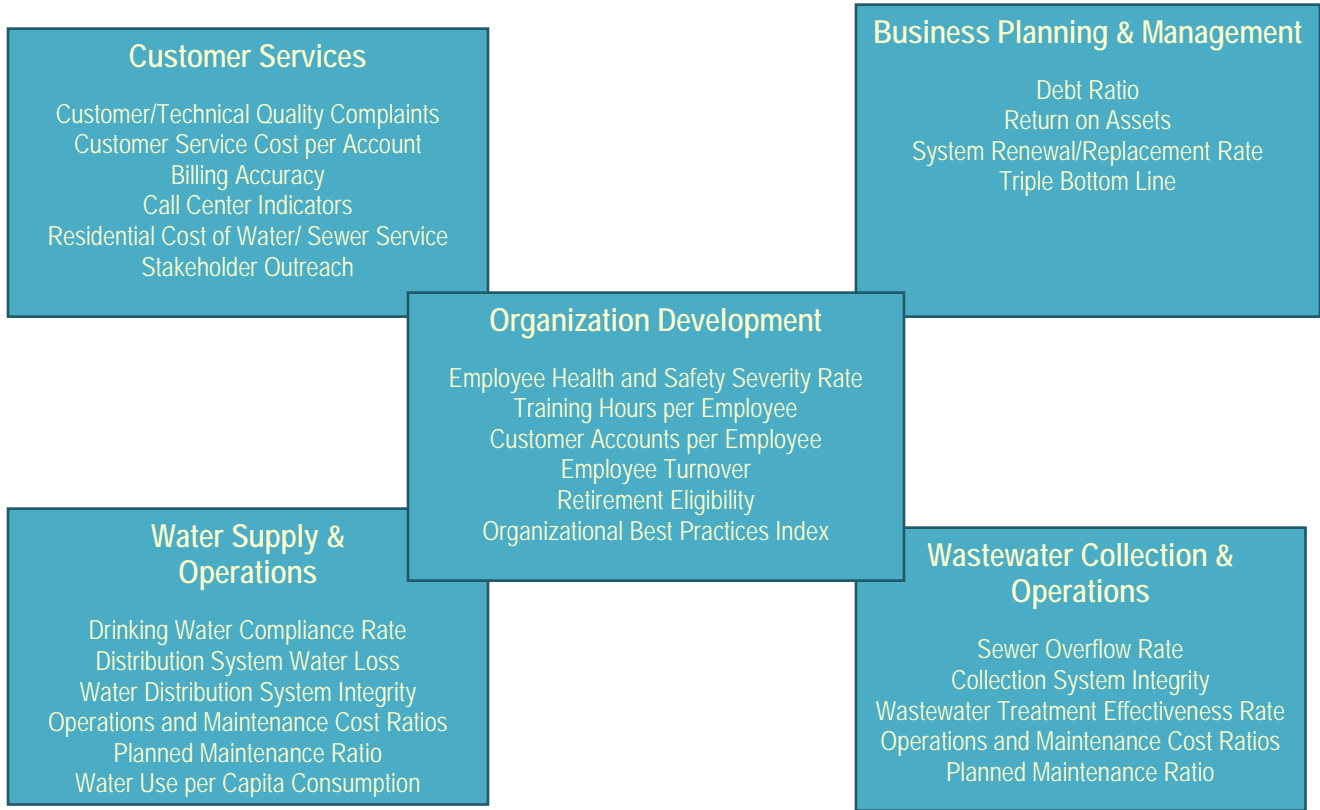 Customer Services
Customer/Technical Quality Complaints
Customer Service Cost per Account
Billing Accuracy
Call Center Indicators
Residential Cost of Water/ Sewer Service
Stakeholder Outreach
Business Planning & Management
Debt Ratio
Return on Assets
System Renewal/Replacement Rate
Triple Bottom Line
Organization Development
Employee Health and Safety Severity Rate
Training Hours per Employee
Customer Accounts per Employee
Employee Turnover
Retirement Eligibility
Organizational Best Practices Index
Water Supply &
Operations
Drinking Water Compliance Rate
Distribution System Water Loss
Water Distribution System Integrity
Operations and Maintenance Cost Ratios
Planned Maintenance Ratio
Water Use per Capita Consumption
Wastewater Collection &
Operations
Sewer Overflow Rate
Collection System Integrity
Wastewater Treatment Effectiveness Rate
Operations and Maintenance Cost Ratios
Planned Maintenance Ratio